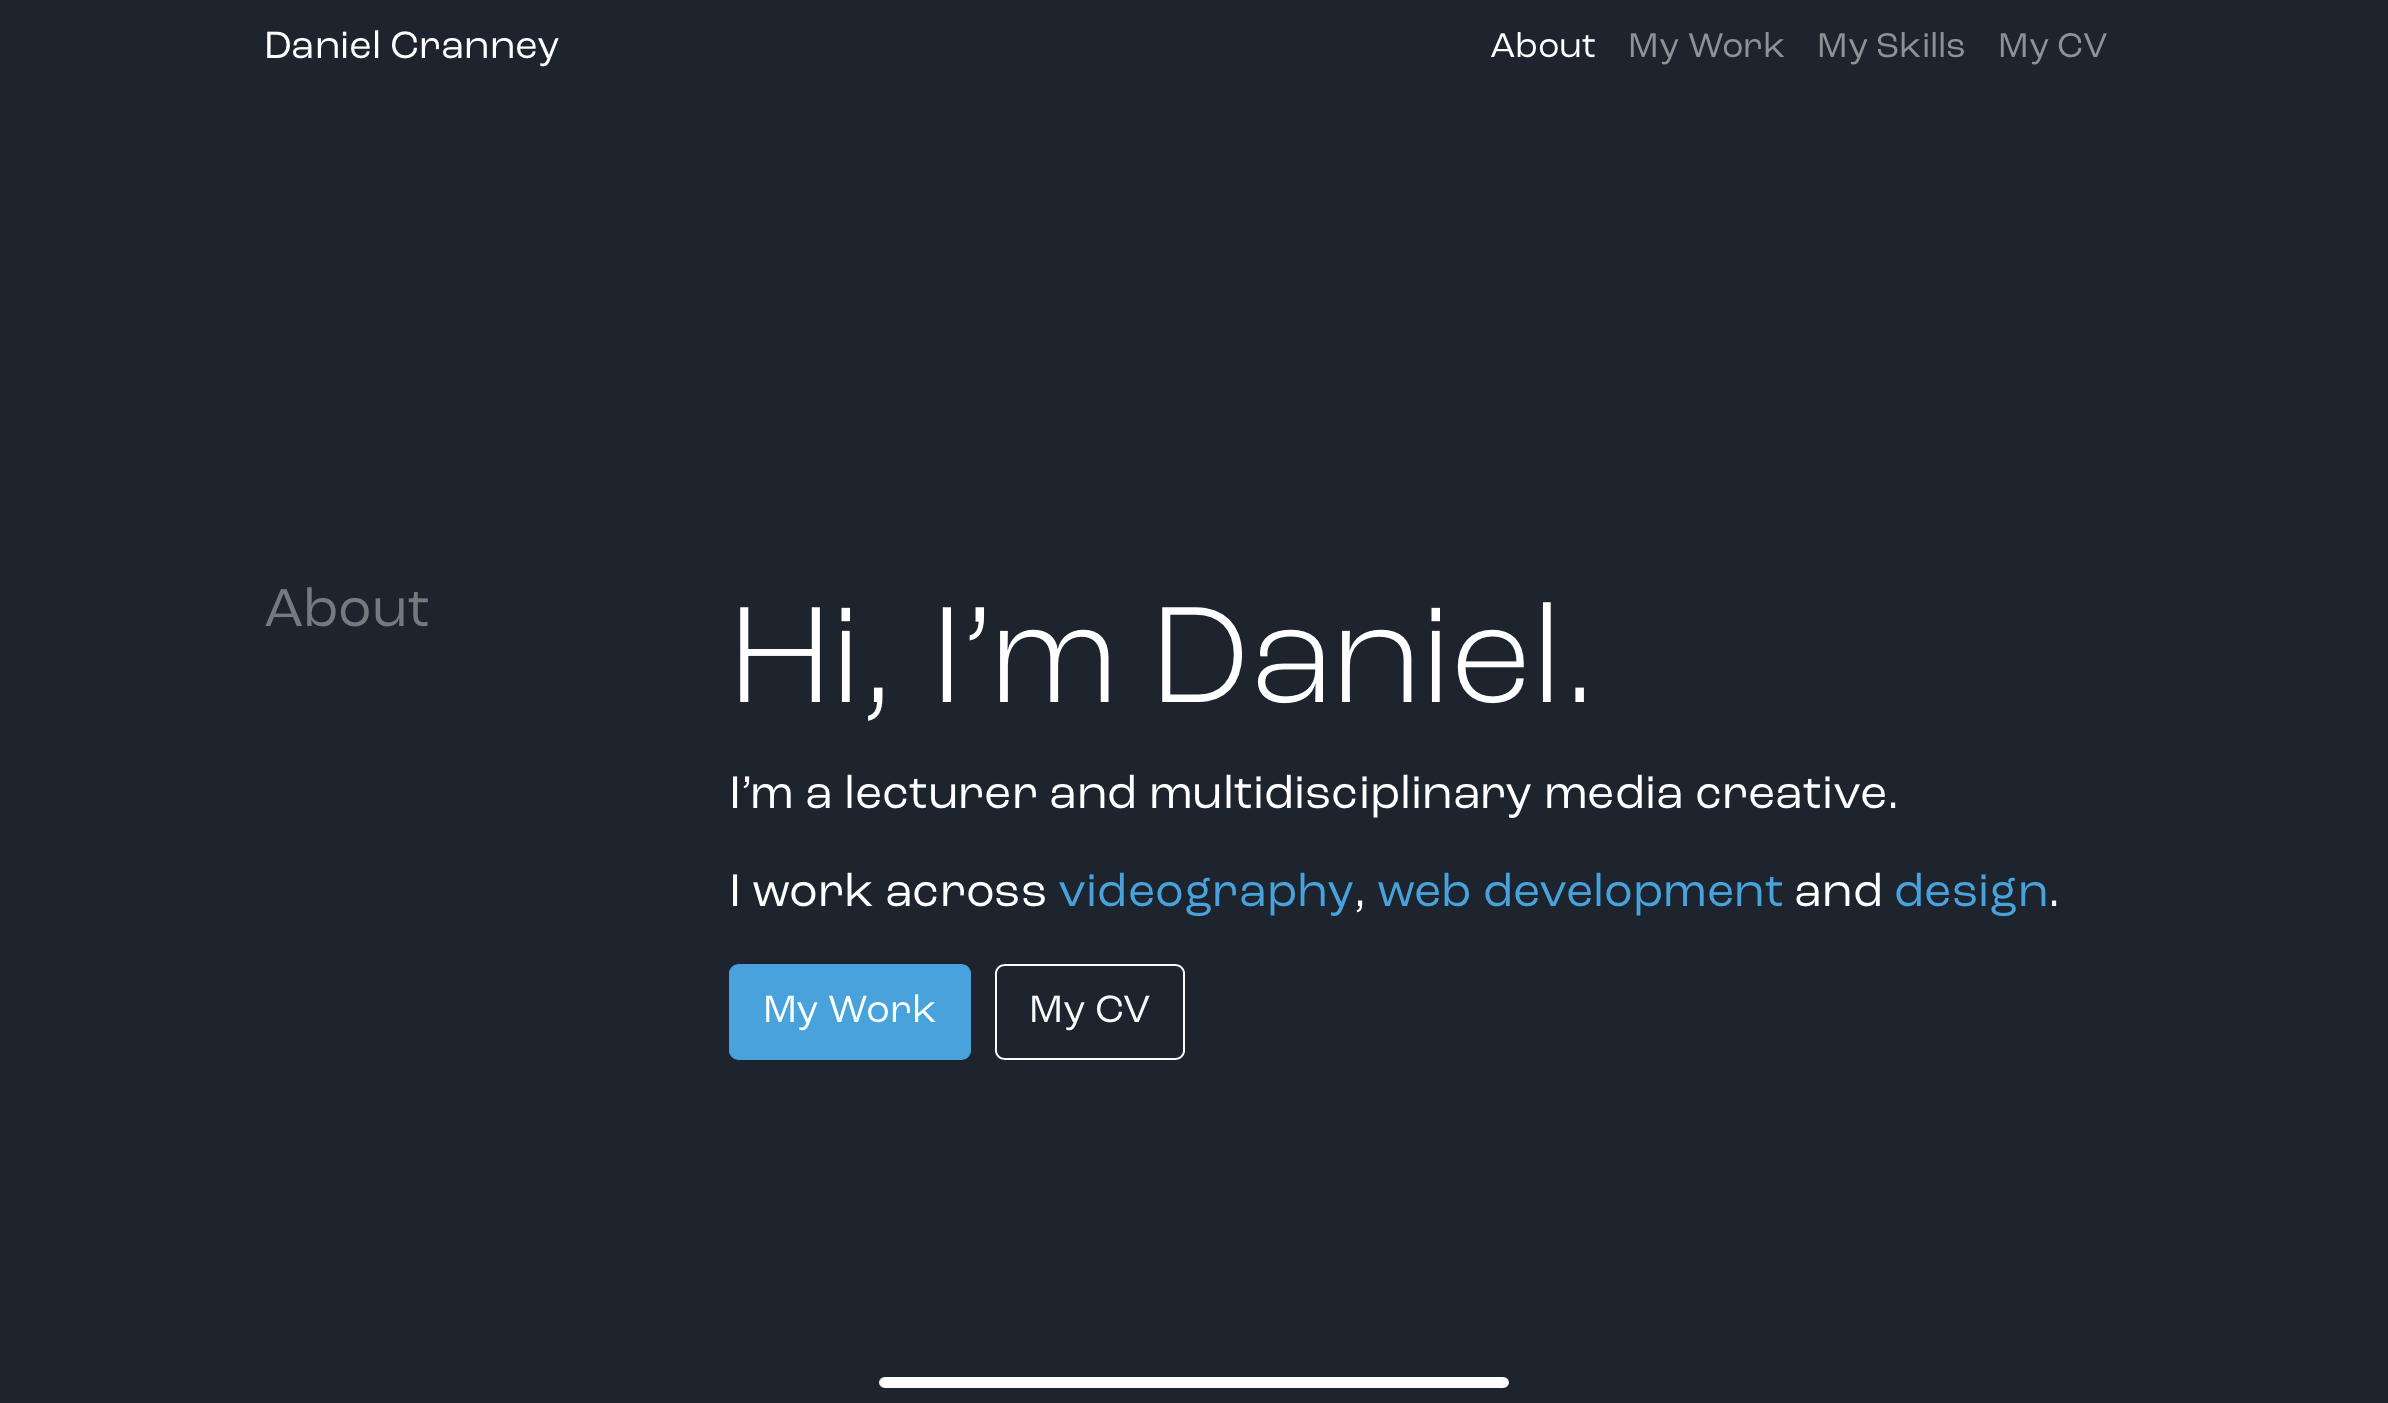 Daniel Cranney
About My Work My Skills My CV
About
Hi, I’m Daniel.
I’m a lecturer and multidisciplinary media creative.
I work across videography, web development and design.
My Work
My CV